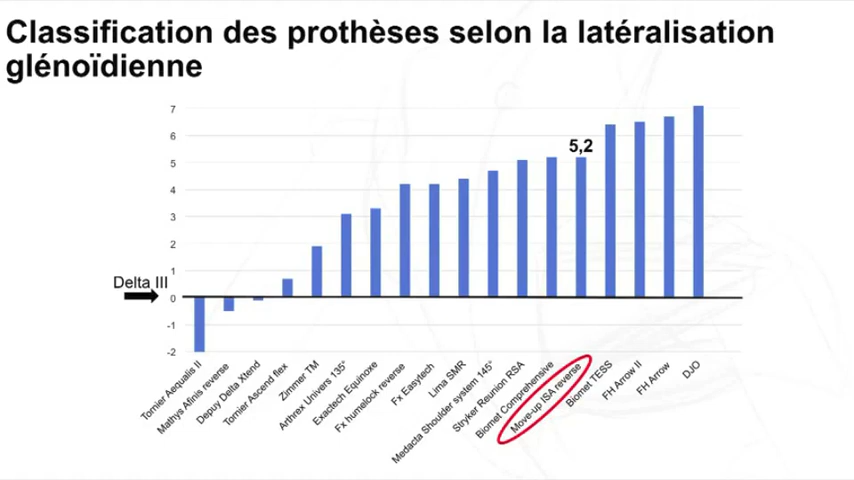 Classification des prothèses selon la latéralisation
glénoïdienne
7
6
5,2
5
4
3
2
1
Delta III
0
-1
-2
Tornier Aequalis II
Mathys Afinis reverse
Depuy Delta Xtend
Tornier Ascend flex
Zimmer TM
Arthrex Univers 135°
Exactech Equinoxe
Fx humelock reverse
Fx Easytech
Lima SMR
Medacta Shoulder system 145°
Stryker Reunion RSA
Biomet Comprehensive
Move-up ISA reverse
Biomet TESS
FH Arrow II
FH Arrow
DJO